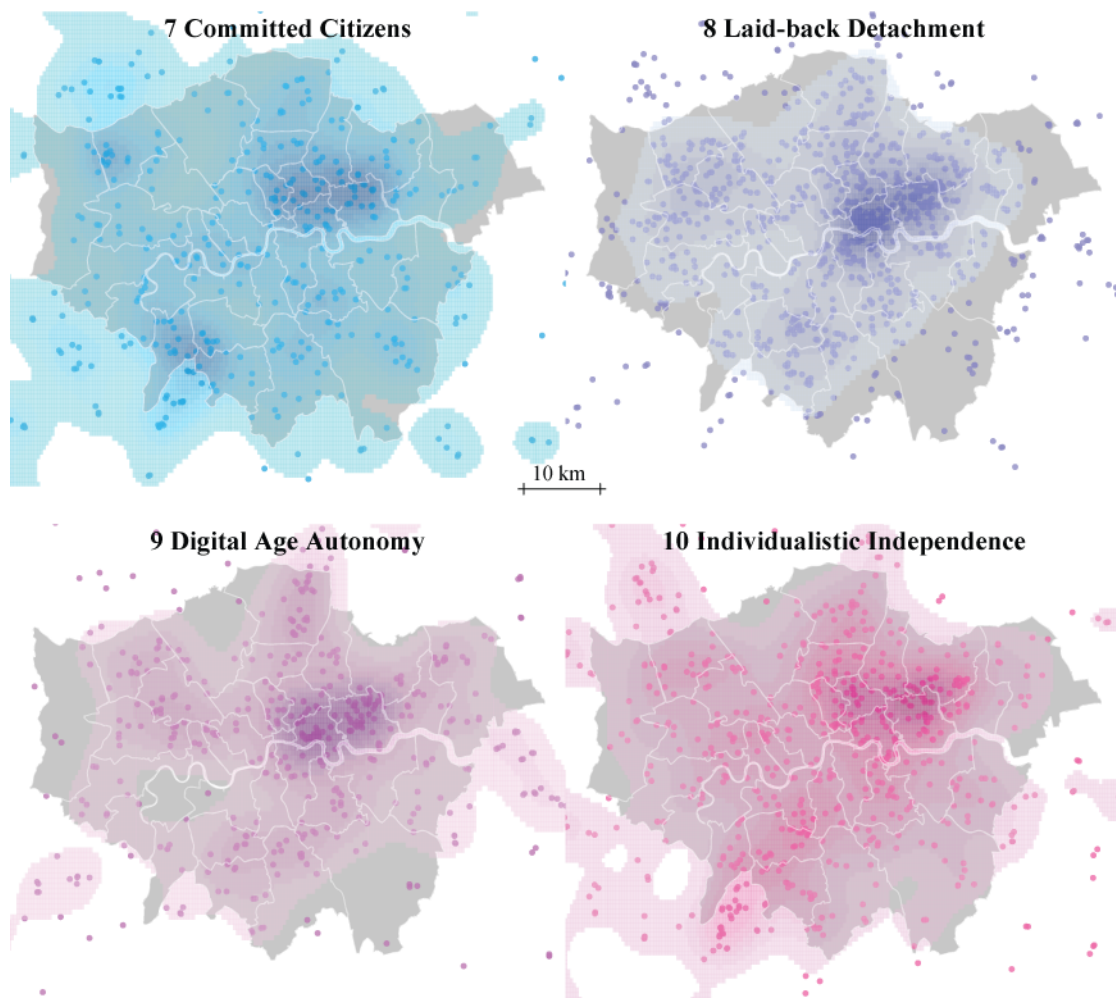 7 Committed Citizens
8 Laid-back Detachment
10 km
9 Digital Age Autonomy
10 Individualistic Independence